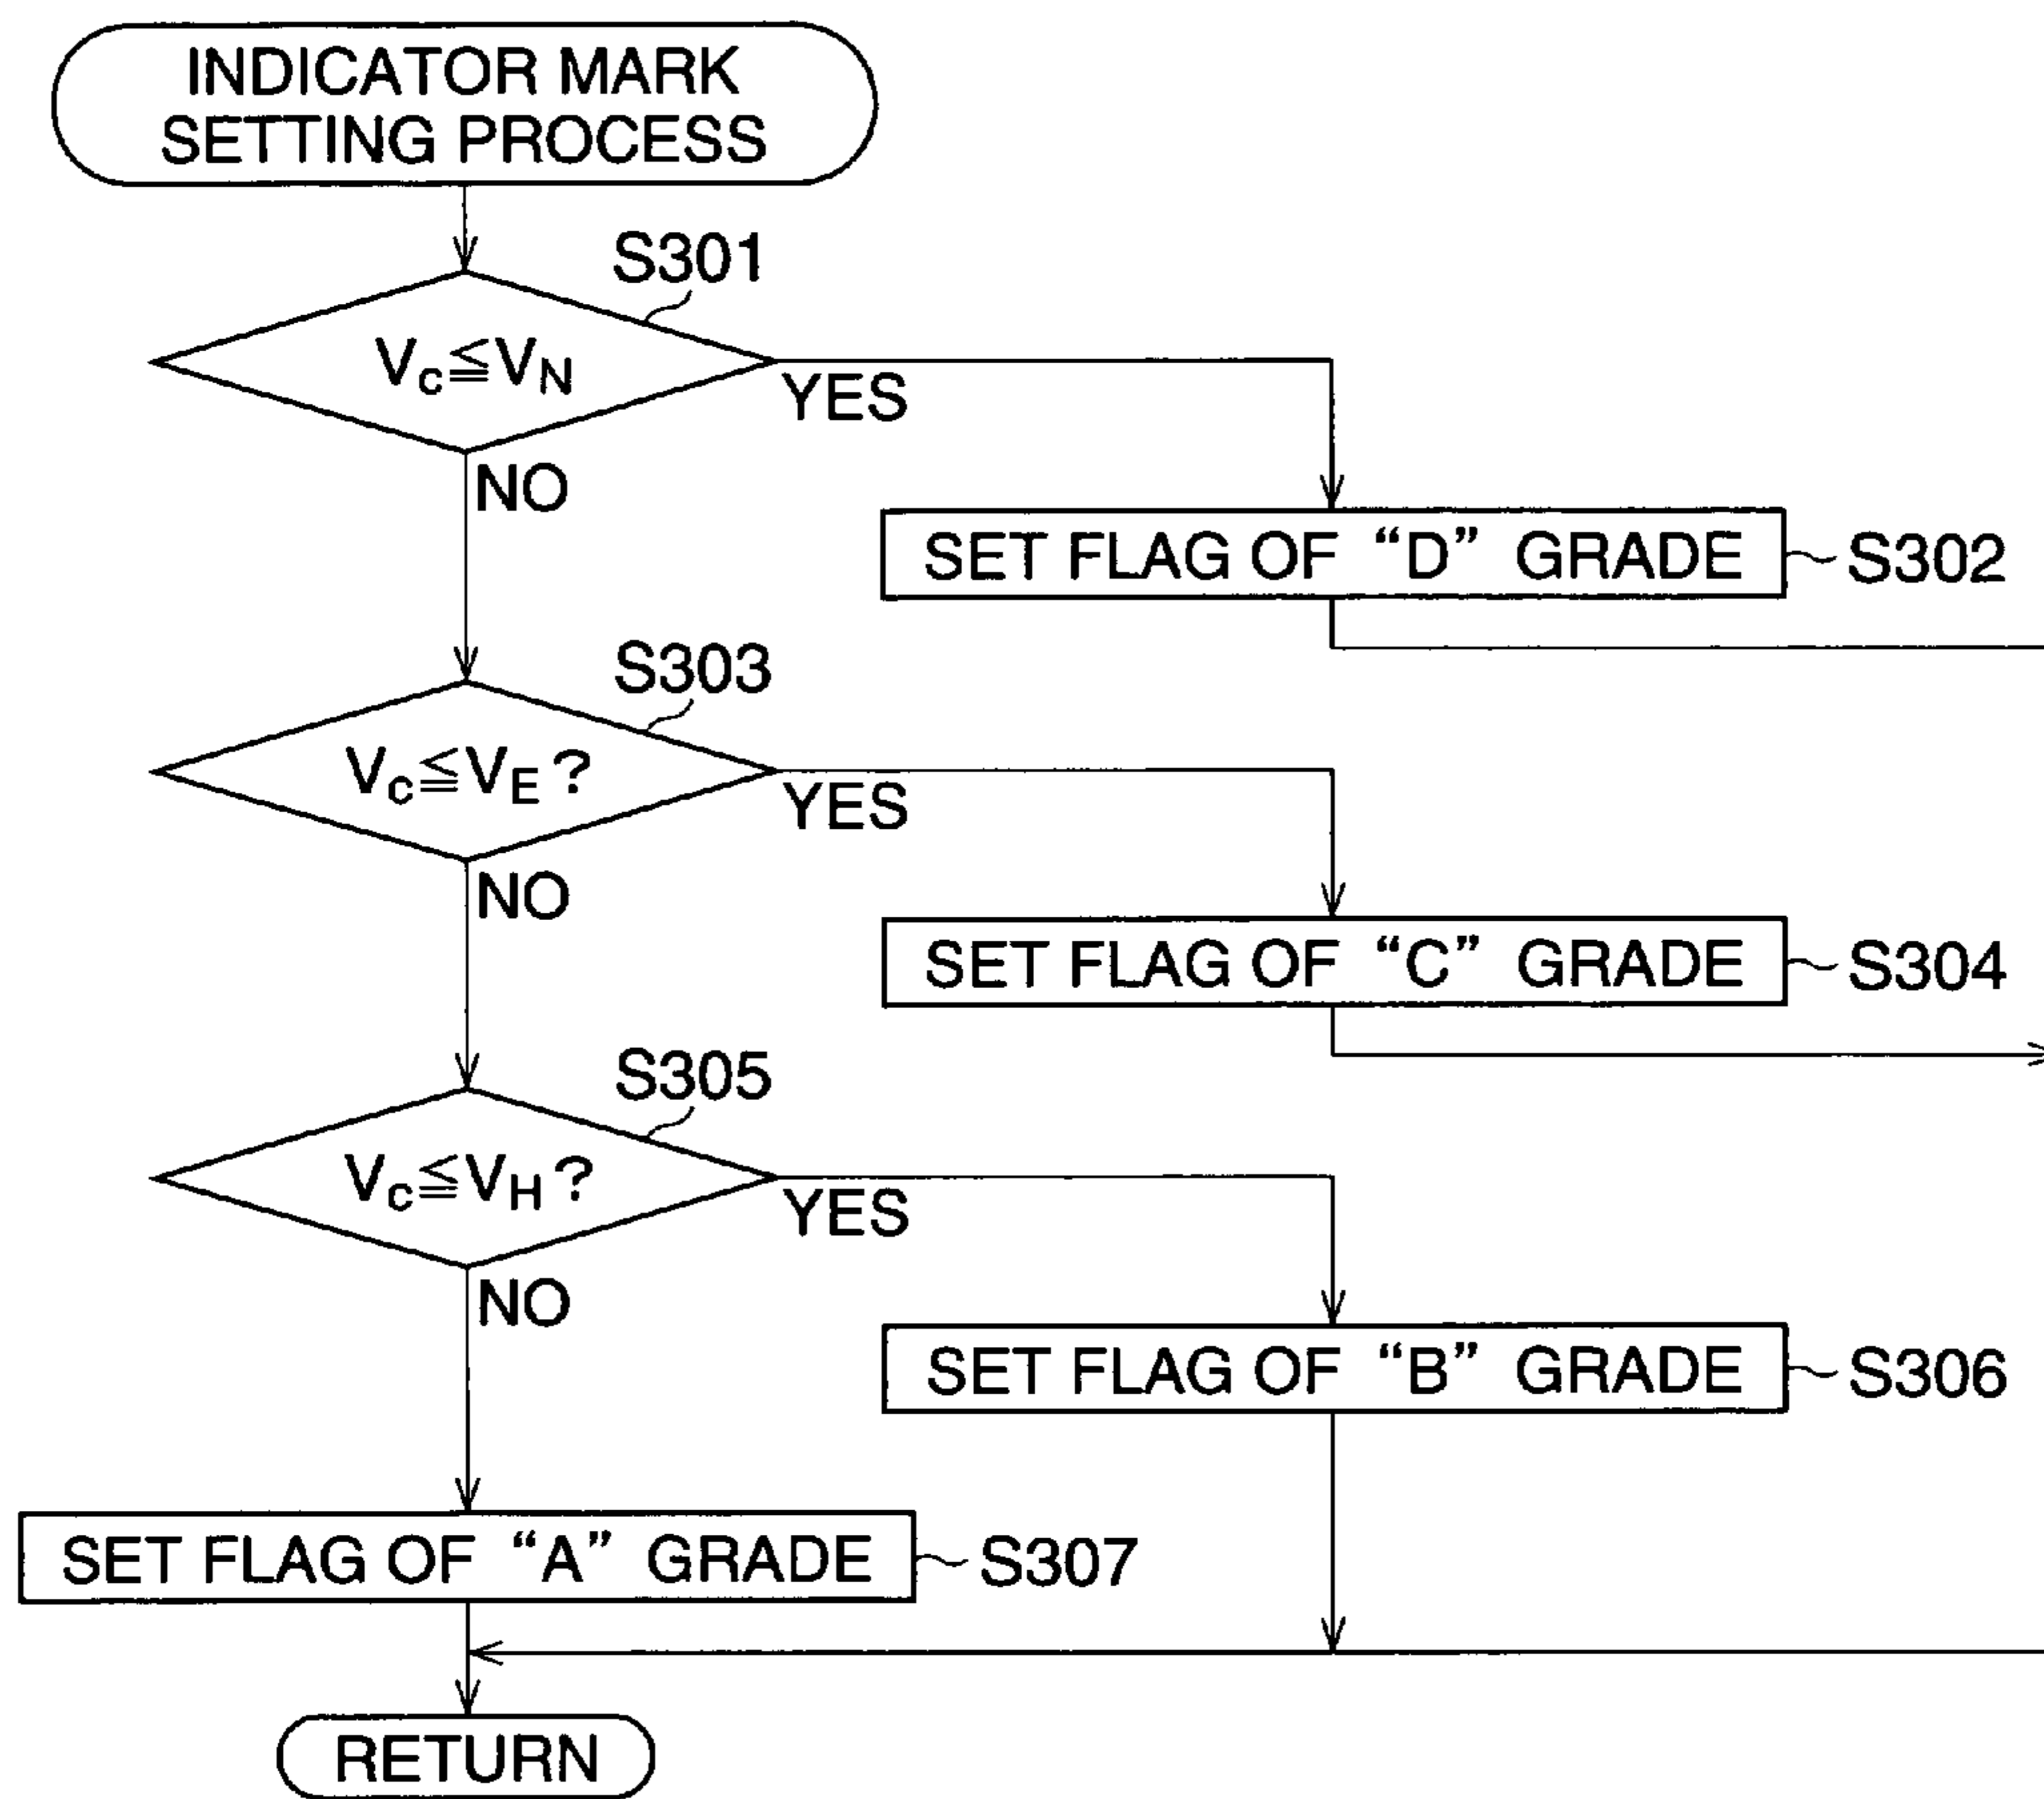 INDICATOR MARK
SETTING PROCESS
S301
Vc≦VN
YES
NO
SET FLAG OF “D” GRADE
S302
S303
Vc≦VE?
YES
NO
SET FLAG OF “C” GRADE
S304
S305
Vc≦VH?
YES
NO
SET FLAG OF “B” GRADE
S306
SET FLAG OF “A” GRADE
S307
RETURN